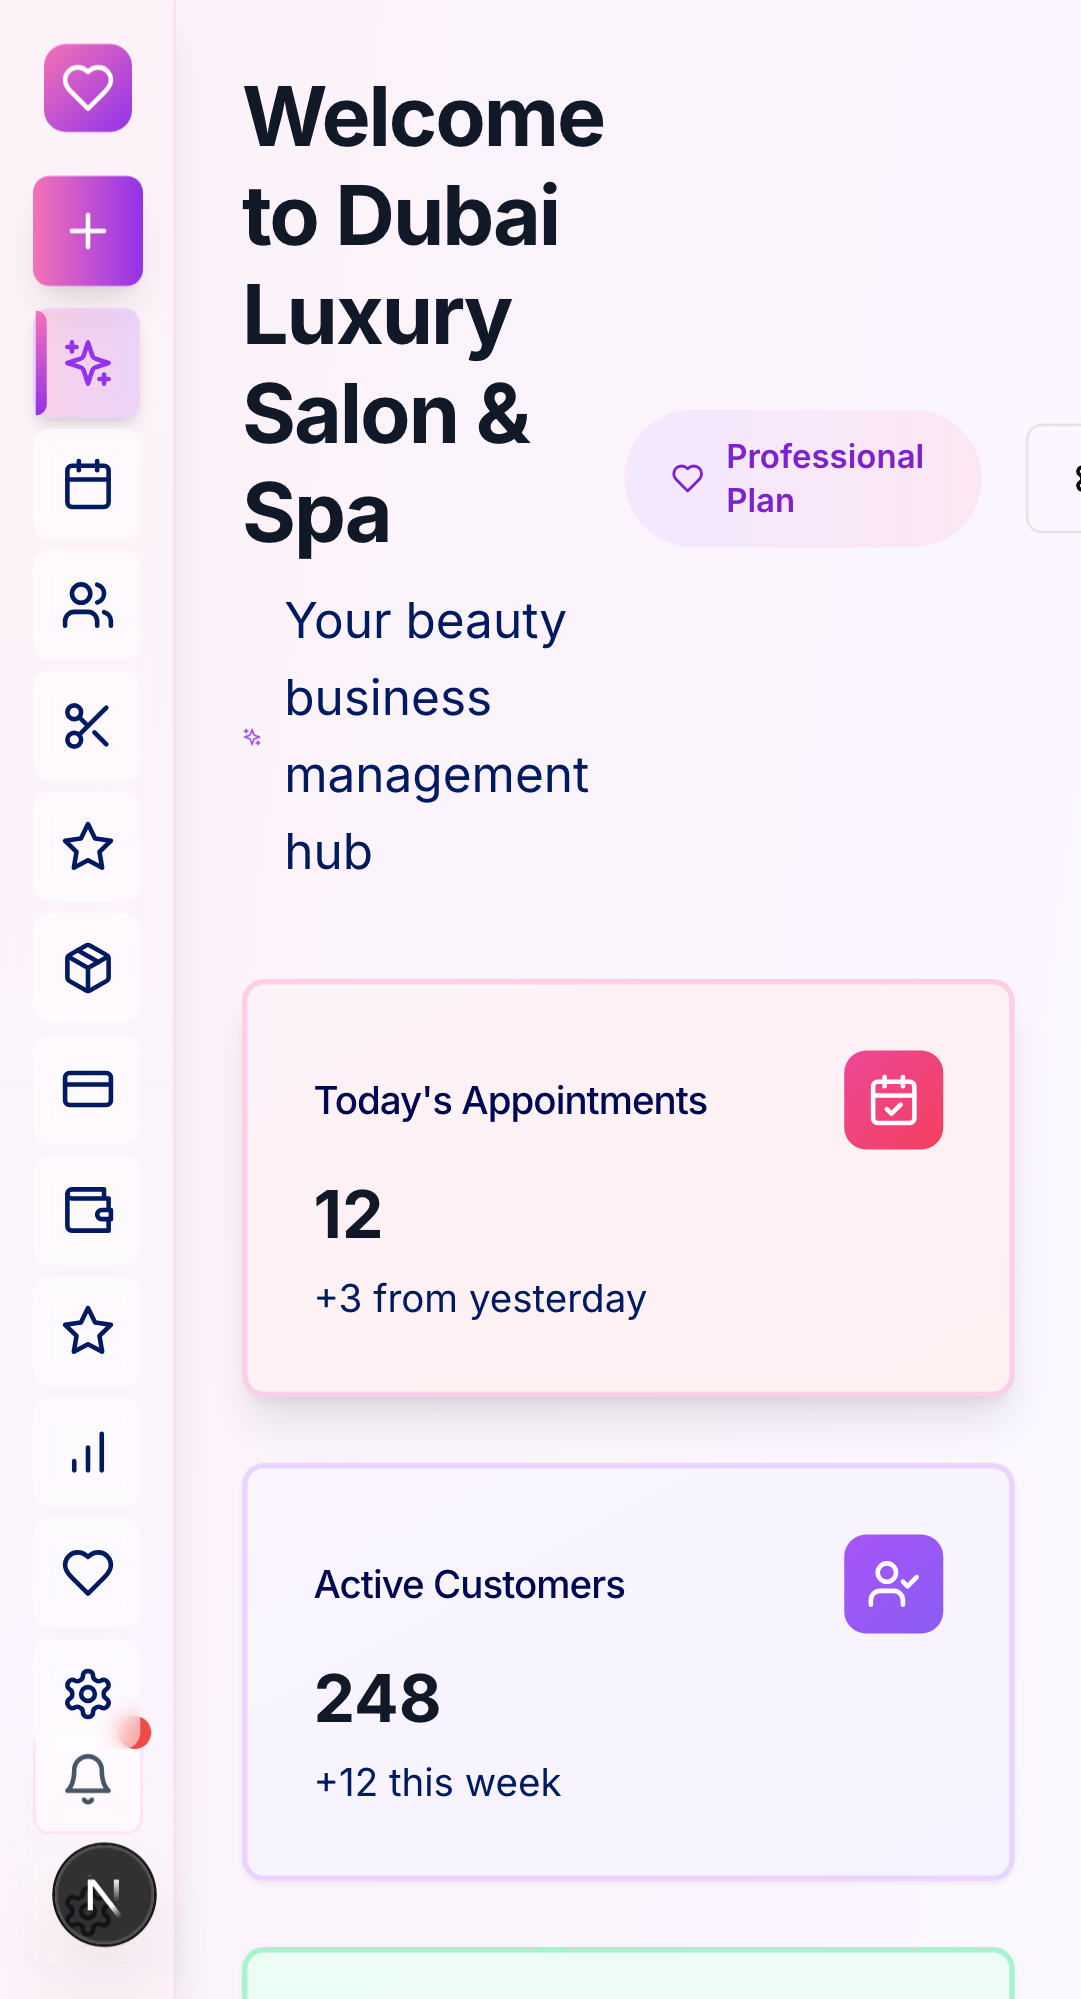 Welcome
to Dubai
Luxury
Salon &
Spa
Professional
Plan
Your beauty
business
management
hub
Today's Appointments
12
+3 from yesterday
Active Customers
248
+12 this week
N